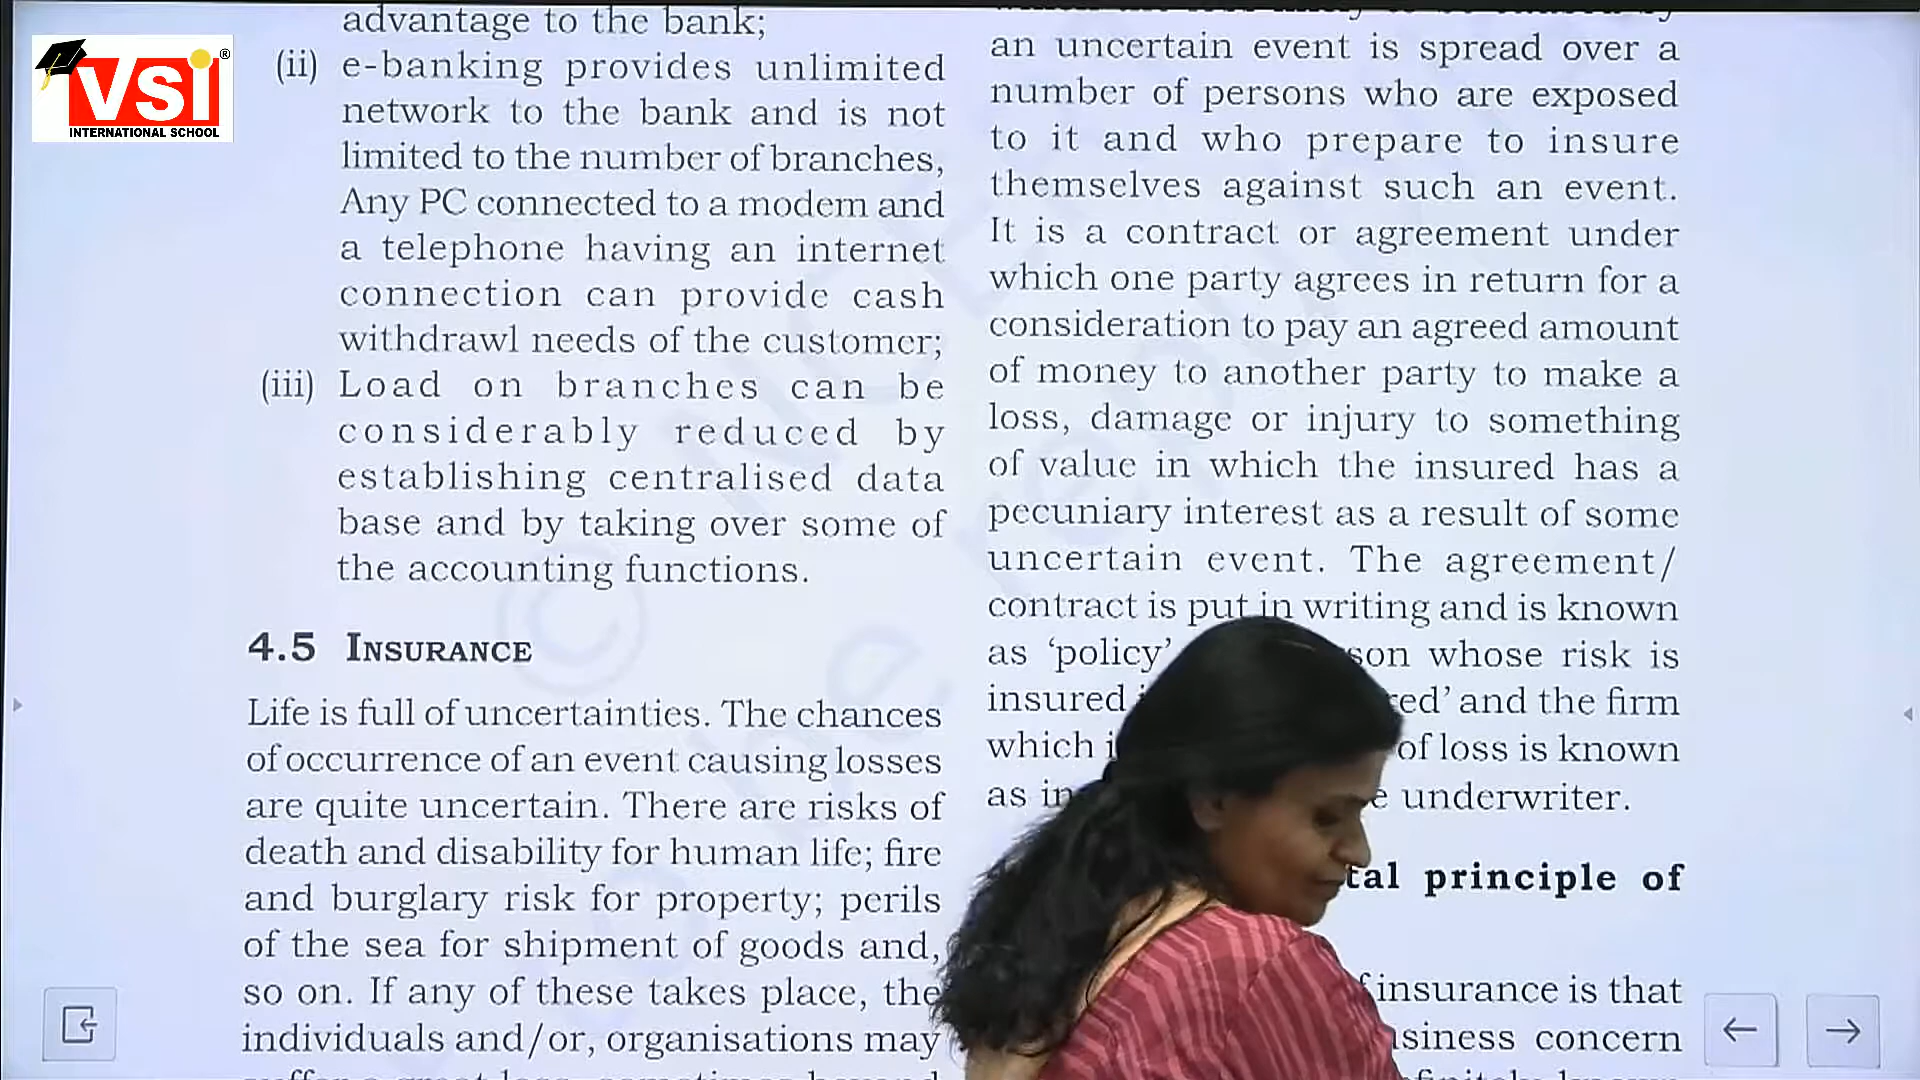 VSI
®
INTERNATIONAL SCHOOL
advantage to the bank;
(ii) e-banking provides unlimited
network to the bank and is not
limited to the number of branches,
Any PC connected to a modem and
a telephone having an internet
connection can provide cash
withdrawl needs of the customer;
(iii) Load on branches can be
considerably reduced by
establishing centralised data
base and by taking over some of
the accounting functions.
4.5 INSURANCE
Life is full of uncertainties. The chances
of occurrence of an event causing losses
are quite uncertain. There are risks of
death and disability for human life; fire
and burglary risk for property; perils
of the sea for shipment of goods and,
so on. If any of these takes place, the
individuals and/or, organisations may
an uncertain event is spread over a
number of persons who are exposed
to it and who prepare to insure
themselves against such an event.
It is a contract or agreement under
which one party agrees in return for a
consideration to pay an agreed amount
of money to another party to make a
loss, damage or injury to something
of value in which the insured has a
pecuniary interest as a result of some
uncertain event. The agreement/
contract is put in writing and is known
as ‘policy’ son whose risk is
insured ed’ and the firm
which of loss is known
as underwriter.
tal principle of
insurance is that
siness concern